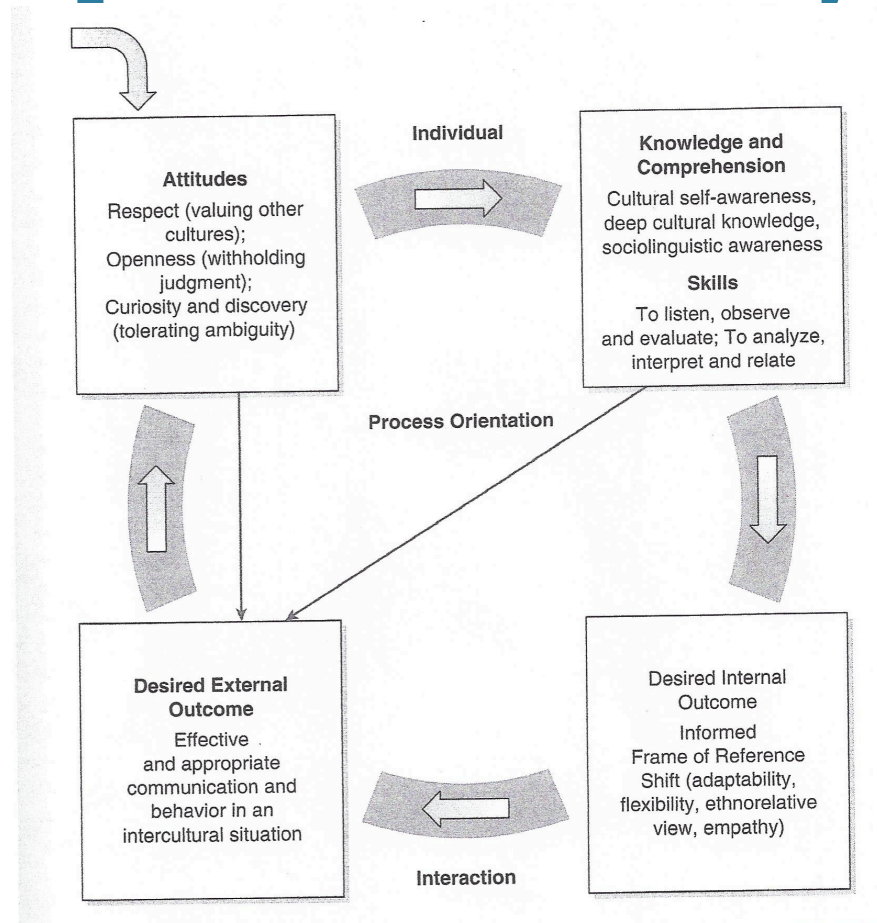 Individual
Attitudes
Respect (valuing other
cultures);
Openness (withholding
judgment);
Curiosity and discovery
(tolerating ambiguity)
Knowledge and
Comprehension
Cultural self-awareness,
deep cultural knowledge,
sociolinguistic awareness
Skills
To listen, observe
and evaluate; To analyze,
interpret and relate
Process Orientation
Desired External
Outcome
Effective
and appropriate
communication and
behavior in an
intercultural situation
Desired Internal
Outcome
Informed
Frame of Reference
Shift (adaptability,
flexibility, ethnorelative
view, empathy)
Interaction